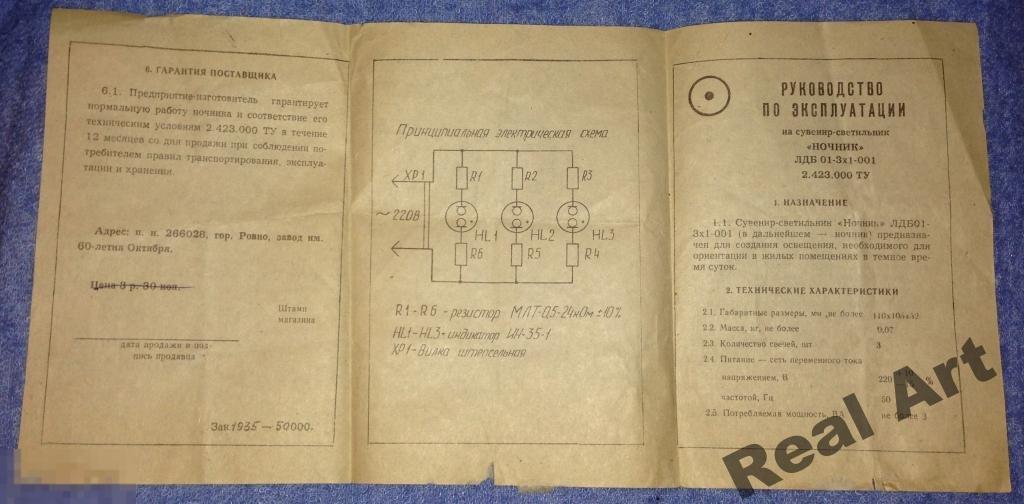 6. ГАРАНТИЯ ПОСТАВЩИКА
6.1. Предприятие-изготовитель гарантирует
нормальную работу ночника и соответствие его
техническим условиям 2.423.000 ТУ в течение
12 месяцев со дня продажи при соблюдении по-
требителем правил транспортирования, эксплуа-
тации и хранения.
Адрес: п. и. 266028, гор. Ровно, завод им.
60-летия Октября.
Цена 3 р. 30 коп.
Штамп
магазина
дата продажи и под-
пись продавца
Зак. 1935 — 50000.
Принципиальная электрическая схема
XP1
R1
R2
R3
~220В
HL1
HL2
HL3
R6
R5
R4
R1-R6 - резистор МЛТ-0,5-24кОм ±10%
HL1-HL3-индикатор ИН-35-1
XP1-Вилка штепсельная
РУКОВОДСТВО
ПО ЭКСПЛУАТАЦИИ
на сувенир-светильник
«НОЧНИК»
ЛДБ 01-3х1-001
2.423.000 ТУ
1. НАЗНАЧЕНИЕ
1.1. Сувенир-светильник «Ночник» ЛДБ01-
3х1-001 (в дальнейшем — ночник) предназна-
чен для создания освещения, необходимого для
ориентации в жилых помещениях в темное вре-
мя суток.
2. ТЕХНИЧЕСКИЕ ХАРАКТЕРИСТИКИ
2.1. Габаритные размеры, мм, не более 110х105х52
2.2. Масса, кг, не более 0,07
2.3. Количество свечей, шт 3
2.4. Питание — сеть переменного тока
напряжением, В 220 +10 %
частотой, Гц 50
2.5. Потребляемая мощность, ВА не более 3
Real Art